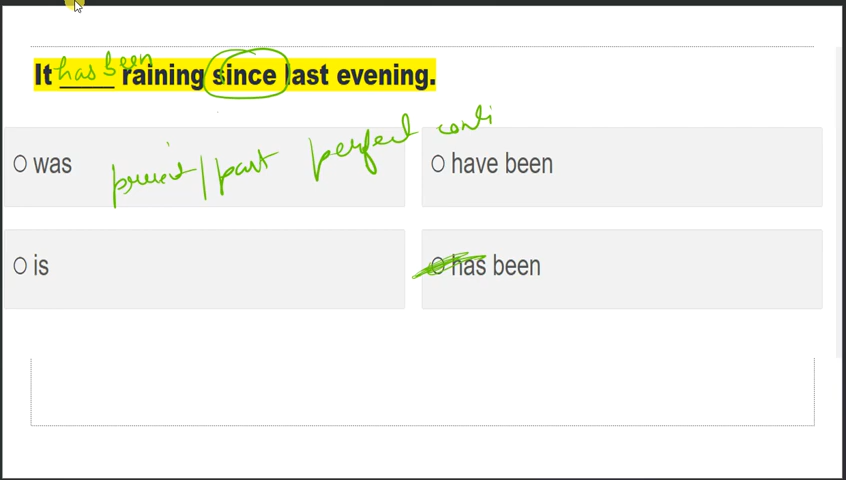 It has been raining since last evening.
present/past perfect conti
was
have been
is
has been